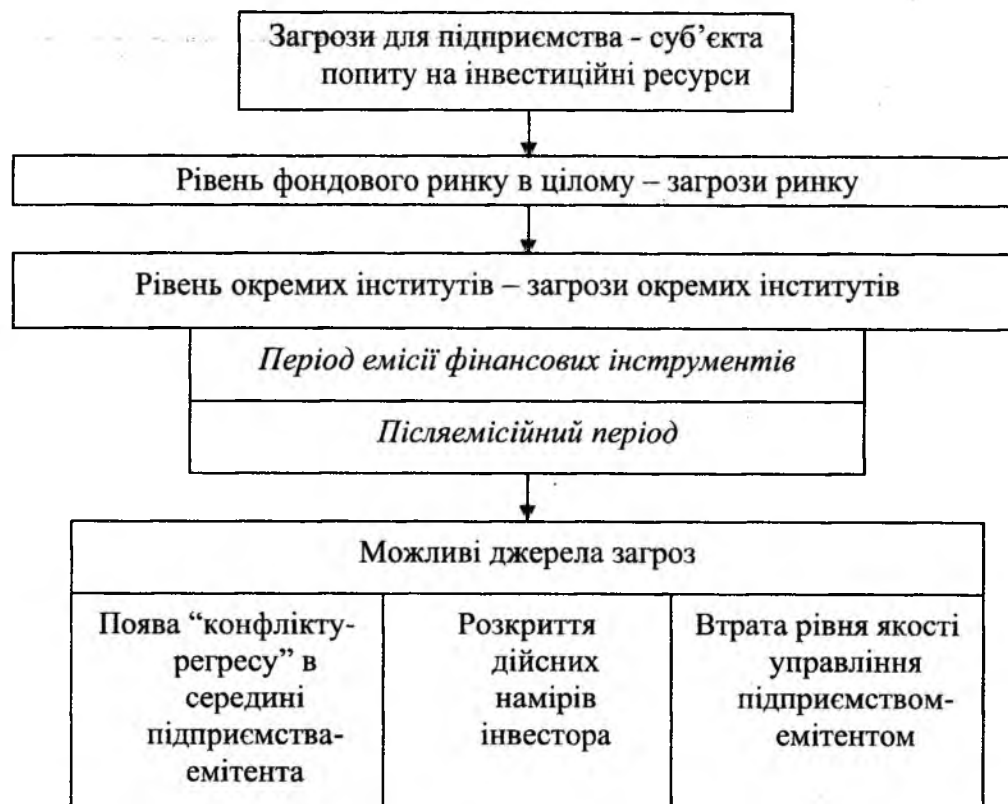 Загрози для підприємства - суб’єкта
попиту на інвестиційні ресурси
Рівень фондового ринку в цілому – загрози ринку
Рівень окремих інститутів – загрози окремих інститутів
Період емісії фінансових інструментів
Післяемісійний період
Можливі джерела загроз
Поява “конфлікту-
регресу” в
середині
підприємства-
емітента
Розкриття
дійсних
намірів
інвестора
Втрата рівня якості
управління
підприємством-
емітентом